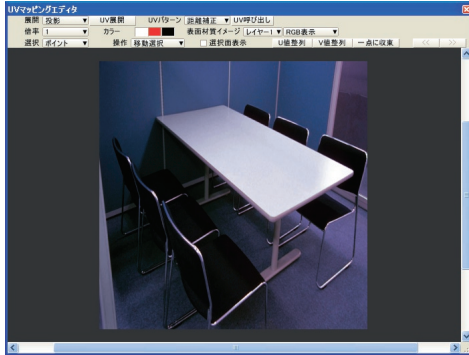 UVマッピングエディタ
展開 投影 ▼ UV展開 UVパターン 距離補正 ▼ UV呼び出し
倍率 1 ▼ カラー 表面材質イメージ レイヤー1 ▼ RGB表示 ▼
選択 ポイント ▼ 操作 移動選択 ▼ 選択面表示 U値整列 V値整列 一点に収束 << >>